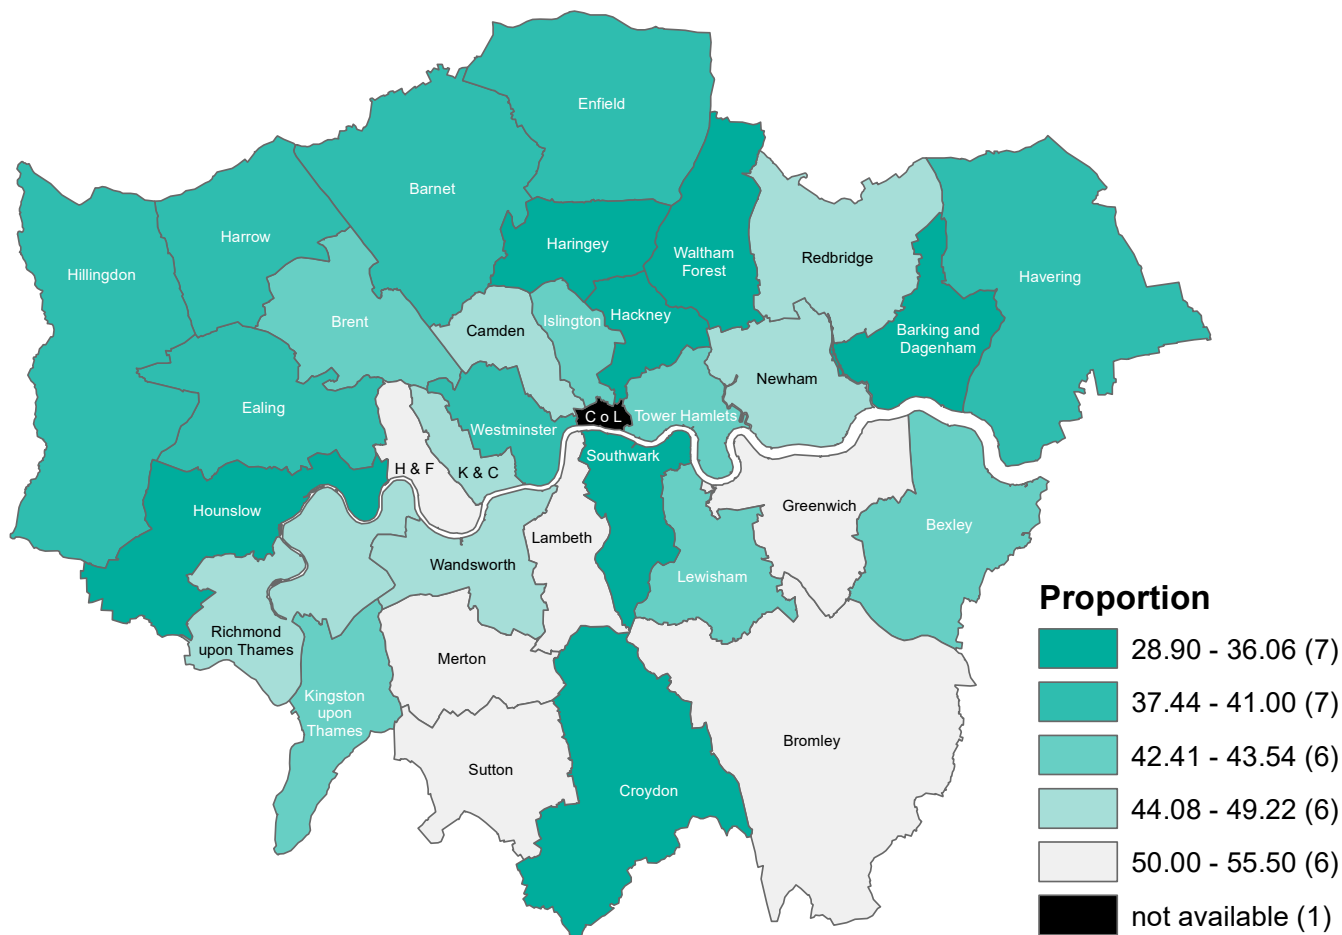 Enfield
Barnet
Harrow
Haringey
Waltham
Forest
Redbridge
Hillingdon
Havering
Brent
Camden
Islington
Hackney
Barking and
Dagenham
Newham
Ealing
Westminster
C o L
Tower Hamlets
H & F
K & C
Southwark
Hounslow
Greenwich
Bexley
Lambeth
Wandsworth
Lewisham
Richmond
upon Thames
Merton
Kingston
upon
Thames
Sutton
Croydon
Bromley
Proportion
28.90 - 36.06 (7)
37.44 - 41.00 (7)
42.41 - 43.54 (6)
44.08 - 49.22 (6)
50.00 - 55.50 (6)
not available (1)